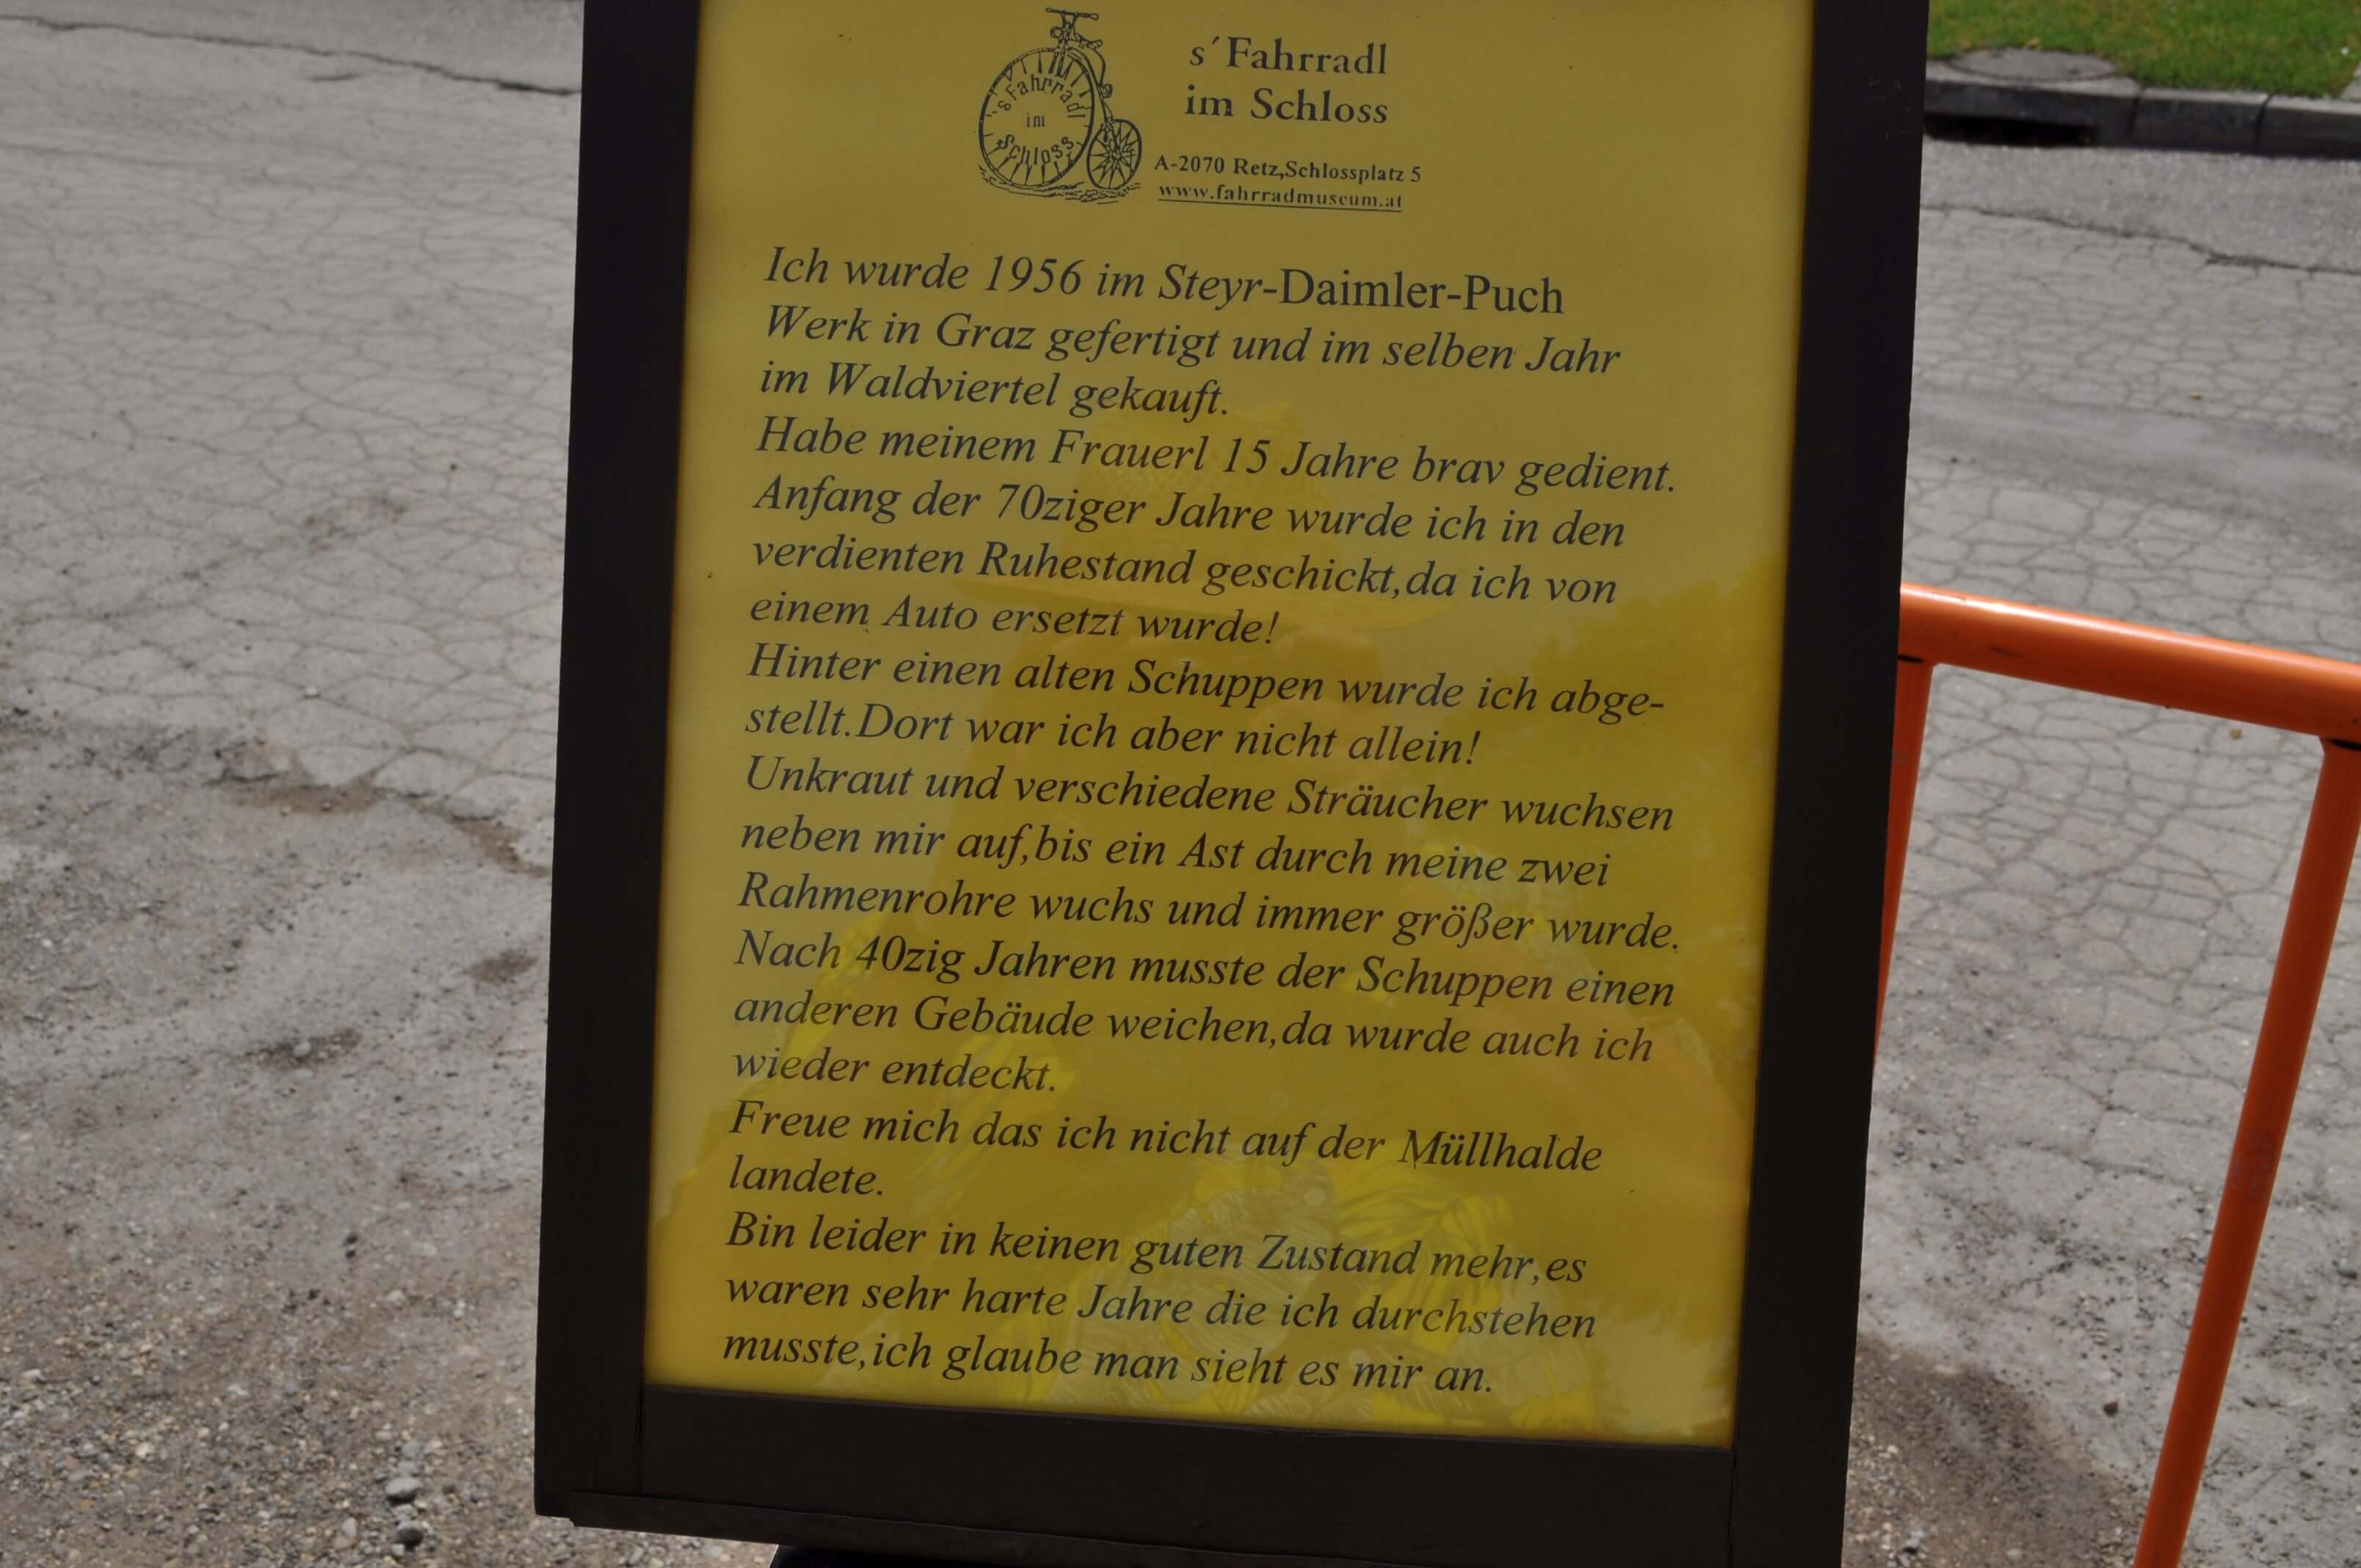 s´Fahrradl
im Schloss
's Fahrradl
im
Schloss
A-2070 Retz,Schlossplatz 5
www.fahrradmuseum.at
Ich wurde 1956 im Steyr-Daimler-Puch
Werk in Graz gefertigt und im selben Jahr
im Waldviertel gekauft.
Habe meinem Frauerl 15 Jahre brav gedient.
Anfang der 70ziger Jahre wurde ich in den
verdienten Ruhestand geschickt,da ich von
einem Auto ersetzt wurde!
Hinter einen alten Schuppen wurde ich abge-
stellt.Dort war ich aber nicht allein!
Unkraut und verschiedene Sträucher wuchsen
neben mir auf,bis ein Ast durch meine zwei
Rahmenrohre wuchs und immer größer wurde.
Nach 40zig Jahren musste der Schuppen einen
anderen Gebäude weichen,da wurde auch ich
wieder entdeckt.
Freue mich das ich nicht auf der Müllhalde
landete.
Bin leider in keinen guten Zustand mehr,es
waren sehr harte Jahre die ich durchstehen
musste,ich glaube man sieht es mir an.